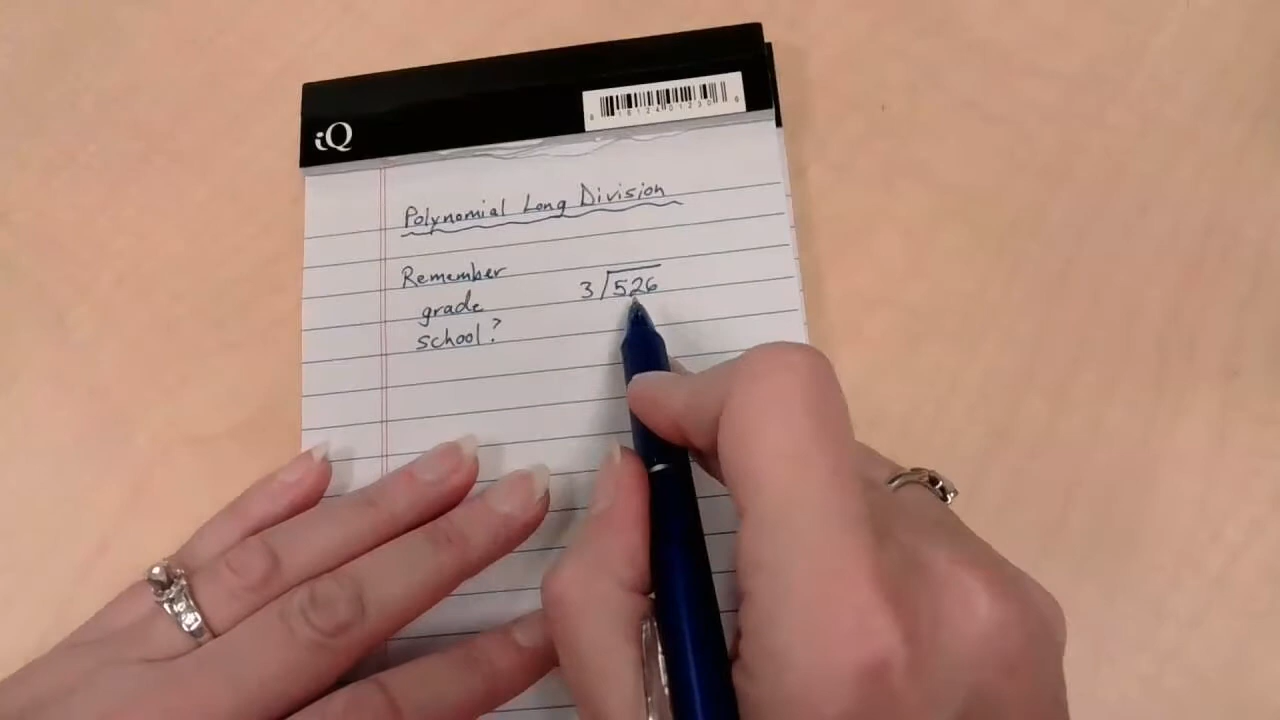 iQ
Polynomial Long Division
Remember
grade
school?
3 526